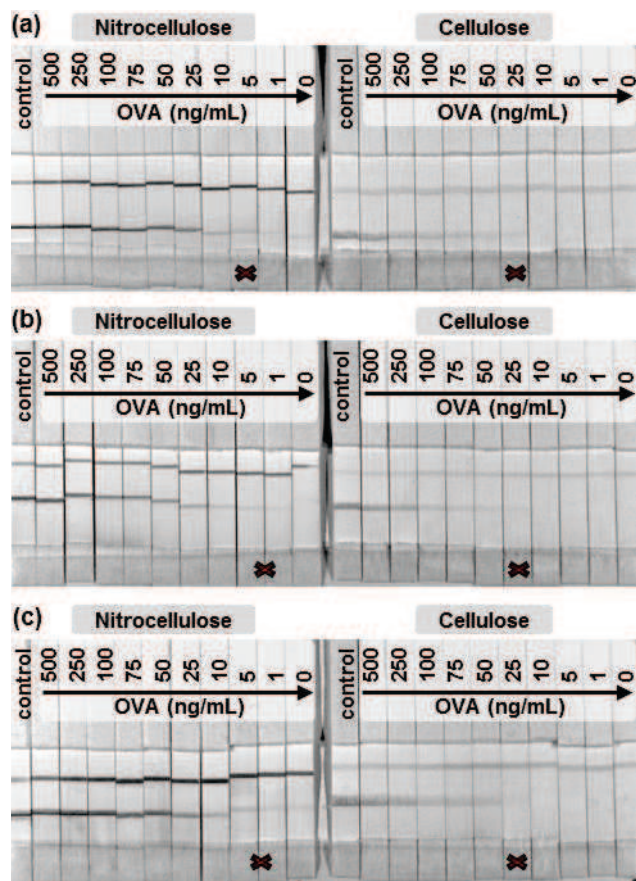 (a)
Nitrocellulose Cellulose
control 500 250 100 75 50 25 10 5 1 0 control 500 250 100 75 50 25 10 5 1 0
OVA (ng/mL) OVA (ng/mL)
(b)
Nitrocellulose Cellulose
control 500 250 100 75 50 25 10 5 1 0 control 500 250 100 75 50 25 10 5 1 0
OVA (ng/mL) OVA (ng/mL)
(c)
Nitrocellulose Cellulose
control 500 250 100 75 50 25 10 5 1 0 control 500 250 100 75 50 25 10 5 1 0
OVA (ng/mL) OVA (ng/mL)